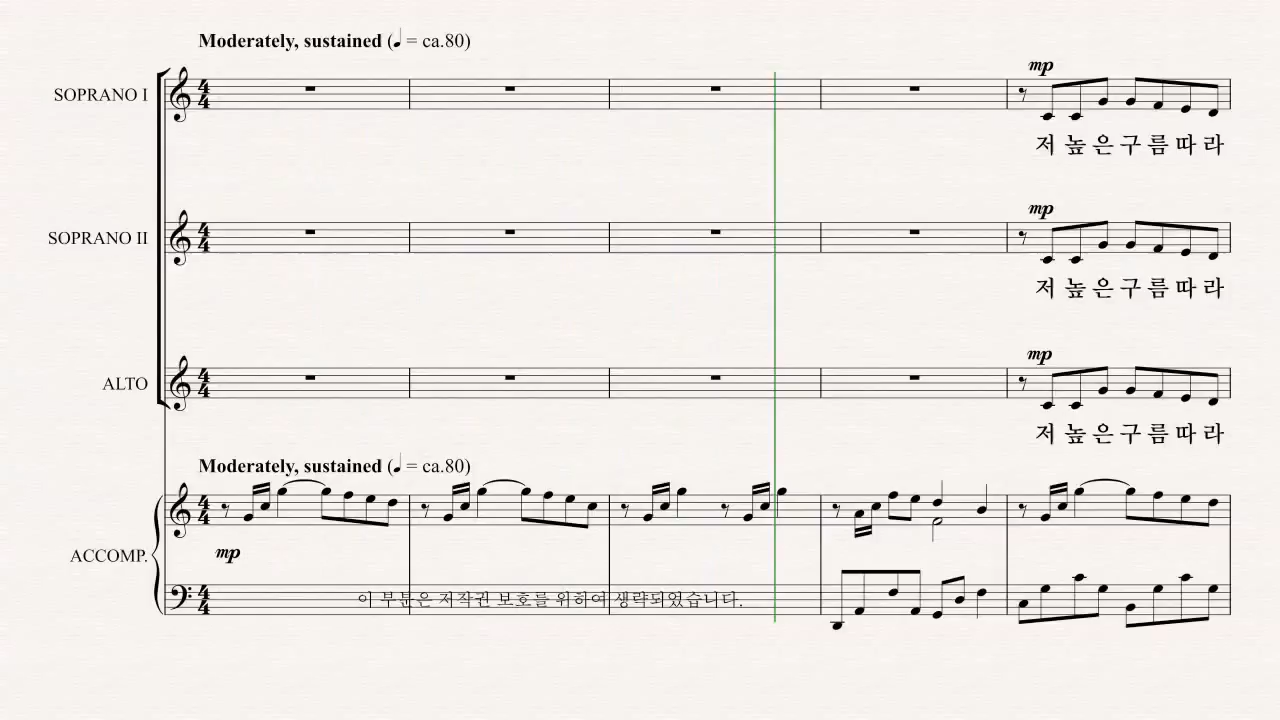 Moderately, sustained (♩ = ca.80)
SOPRANO I
mp
저 높 은 구 름 따 라
SOPRANO II
mp
저 높 은 구 름 따 라
ALTO
mp
저 높 은 구 름 따 라
Moderately, sustained (♩ = ca.80)
ACCOMP.
mp
이 부분은 저작권 보호를 위하여 생략되었습니다.